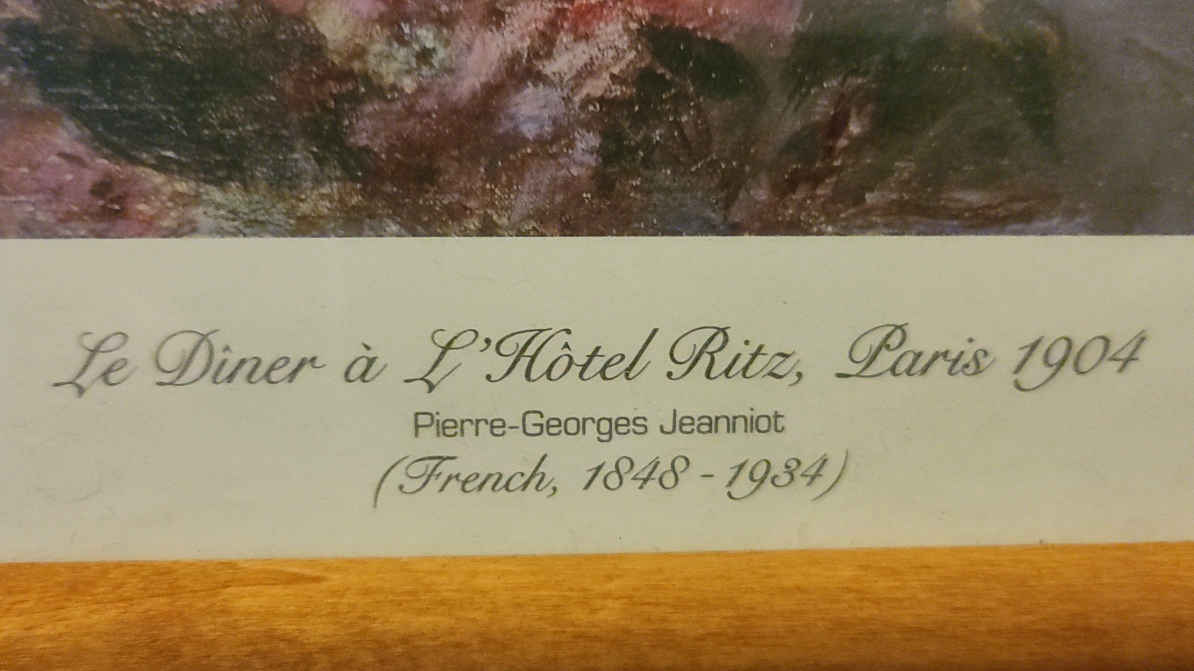 Le Dîner à L'Hôtel Ritz, Paris 1904
Pierre-Georges Jeanniot
(French, 1848 - 1934)